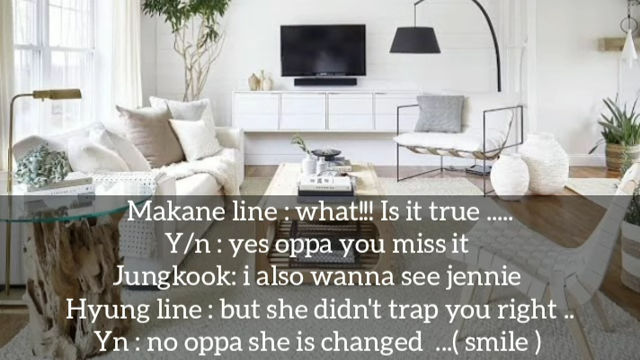 Makane line : what!!! Is it true .....
Y/n : yes oppa you miss it
Jungkook: i also wanna see jennie
Hyung line : but she didn't trap you right ..
Yn : no oppa she is changed ...( smile )